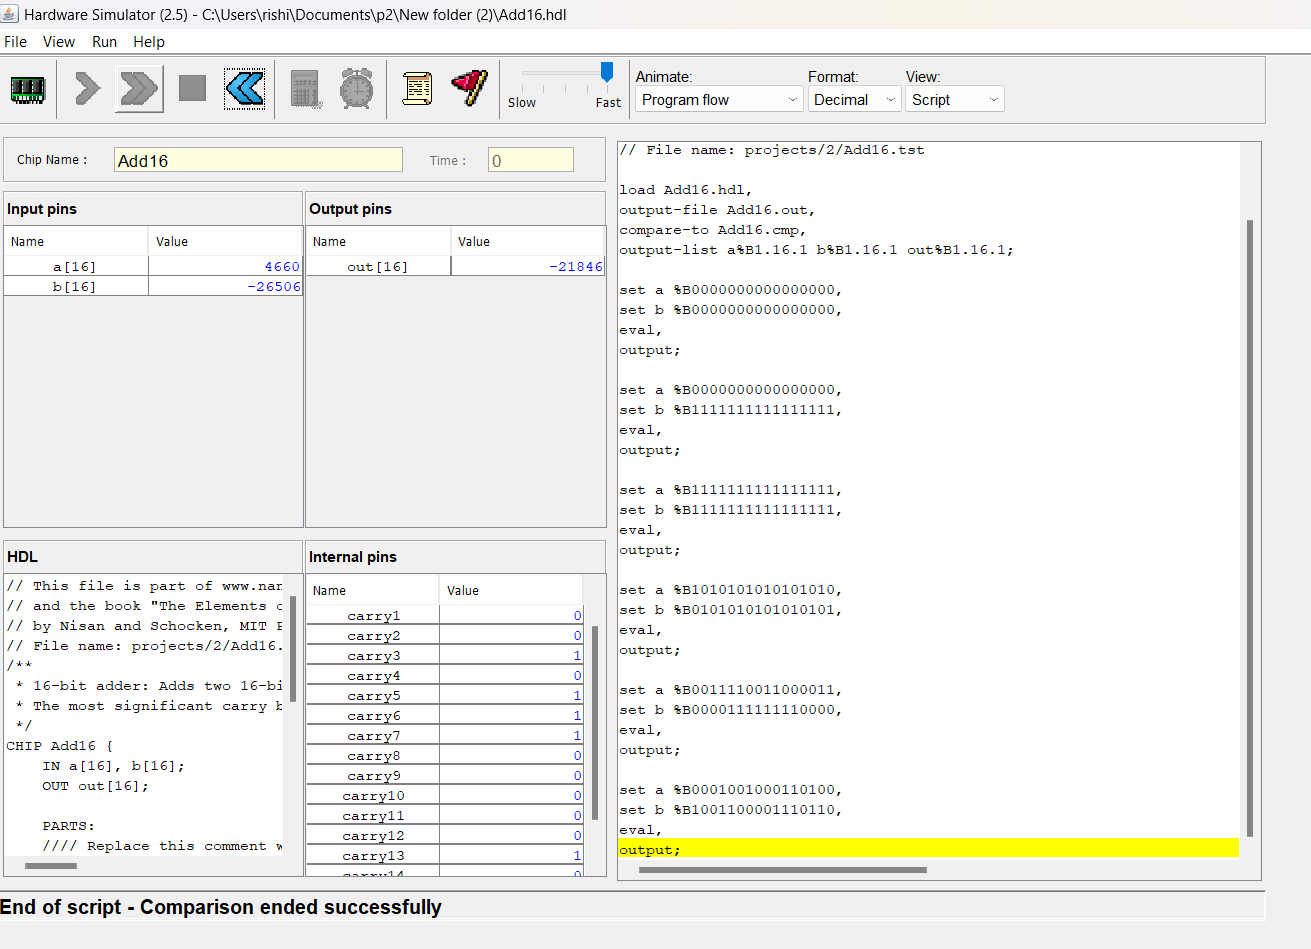 Hardware Simulator (2.5) - C:\Users\rishi\Documents\p2\New folder (2)\Add16.hdl
File View Run Help
Slow Fast
Animate: Format: View:
Program flow Decimal Script
Chip Name : Add16 Time : 0
Input pins
Name Value
a[16] 4660
b[16] -26506
Output pins
Name Value
out[16] -21846
HDL
// This file is part of www.nan
// and the book "The Elements o
// by Nisan and Schocken, MIT P
// File name: projects/2/Add16.
/**
* 16-bit adder: Adds two 16-bi
* The most significant carry b
*/
CHIP Add16 {
IN a[16], b[16];
OUT out[16];
PARTS:
//// Replace this comment w
Internal pins
Name Value
carry1 0
carry2 0
carry3 1
carry4 0
carry5 1
carry6 1
carry7 1
carry8 0
carry9 0
carry10 0
carry11 0
carry12 0
carry13 1
carry14 0
// File name: projects/2/Add16.tst
load Add16.hdl,
output-file Add16.out,
compare-to Add16.cmp,
output-list a%B1.16.1 b%B1.16.1 out%B1.16.1;
set a %B0000000000000000,
set b %B0000000000000000,
eval,
output;
set a %B0000000000000000,
set b %B1111111111111111,
eval,
output;
set a %B1111111111111111,
set b %B1111111111111111,
eval,
output;
set a %B1010101010101010,
set b %B0101010101010101,
eval,
output;
set a %B0011110011000011,
set b %B0000111111110000,
eval,
output;
set a %B0001001000110100,
set b %B1001100001110110,
eval,
output;
End of script - Comparison ended successfully